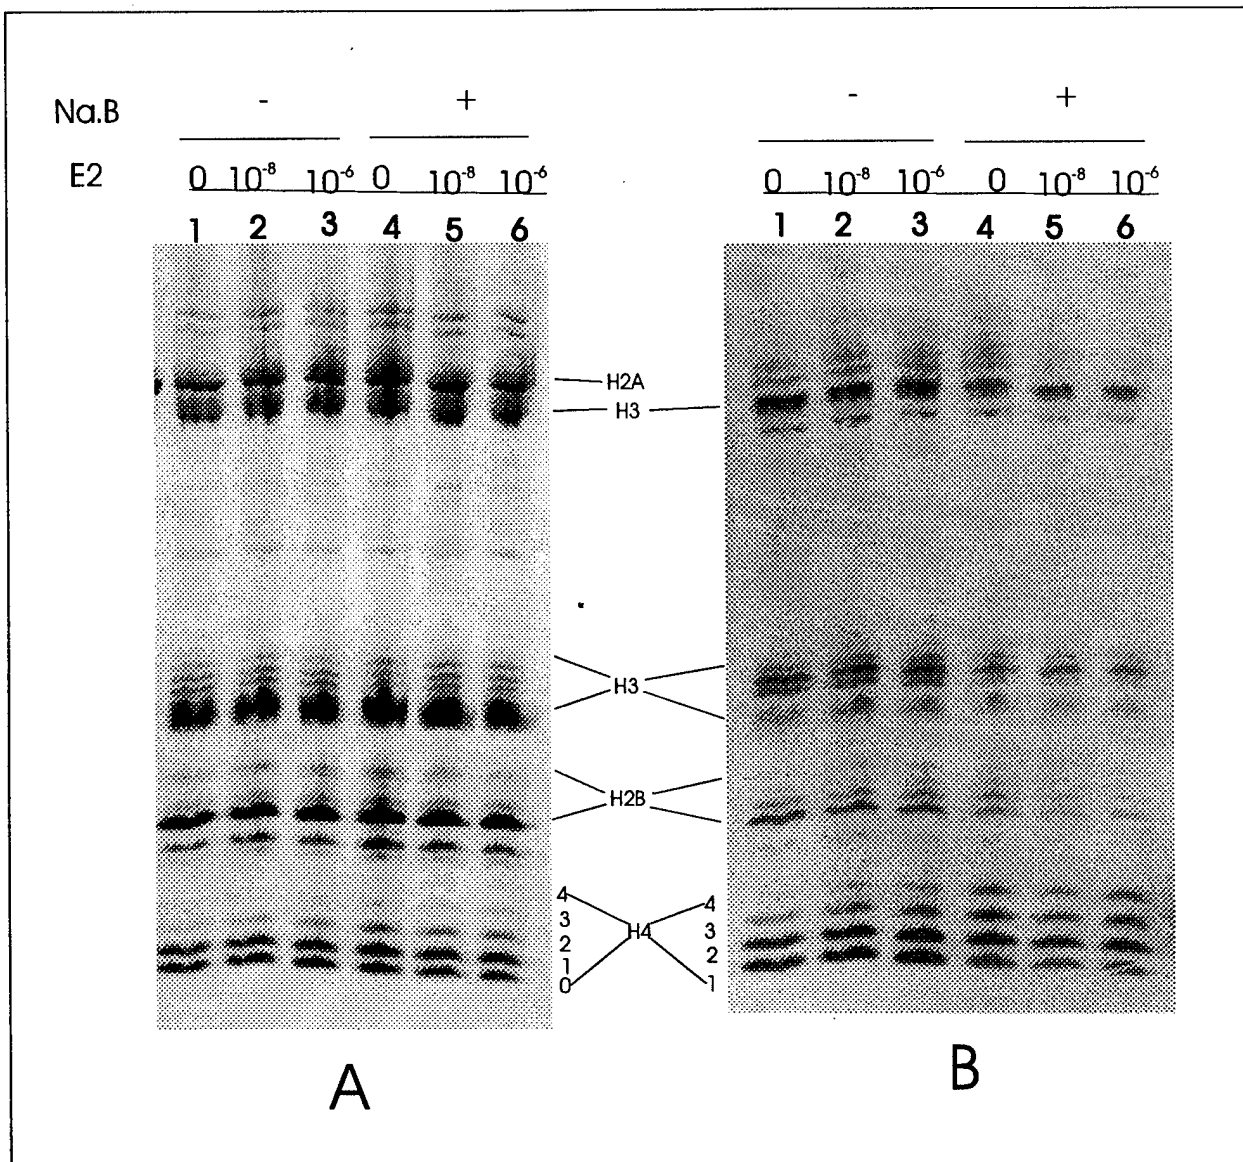 Na.B - + - +
E2 0 10⁻⁸ 10⁻⁶ 0 10⁻⁸ 10⁻⁶ 0 10⁻⁸ 10⁻⁶ 0 10⁻⁸ 10⁻⁶
1 2 3 4 5 6 1 2 3 4 5 6
H2A
H3
H3
H2B
4 4
3 H4 3
2 2
1
0 1
A B